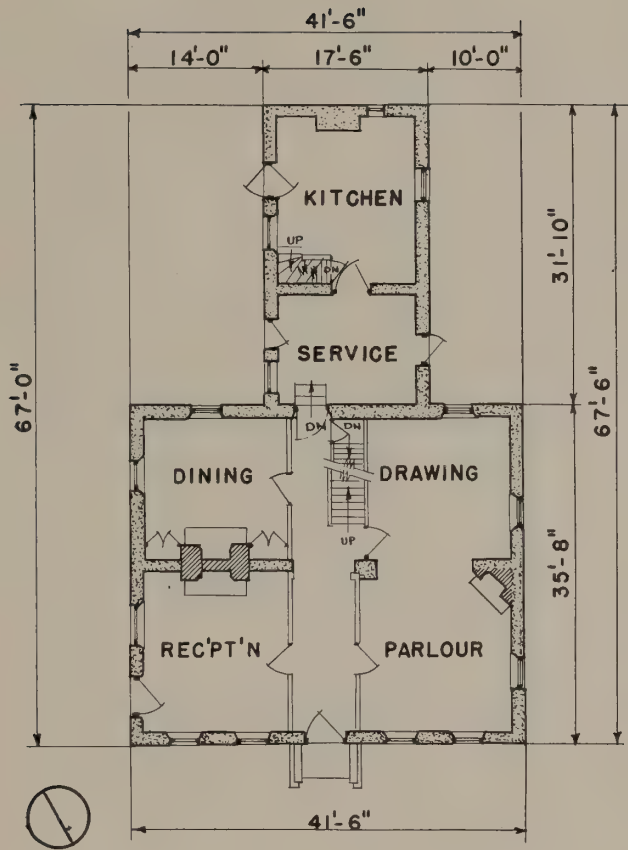 41'-6"
14'-0"
17'-6"
10'-0"
KITCHEN
UP
DN
31'-10"
SERVICE
67'-0"
67'-6"
DN
DN
DINING
DRAWING
UP
35'-8"
REC'PT'N
PARLOUR
41'-6"